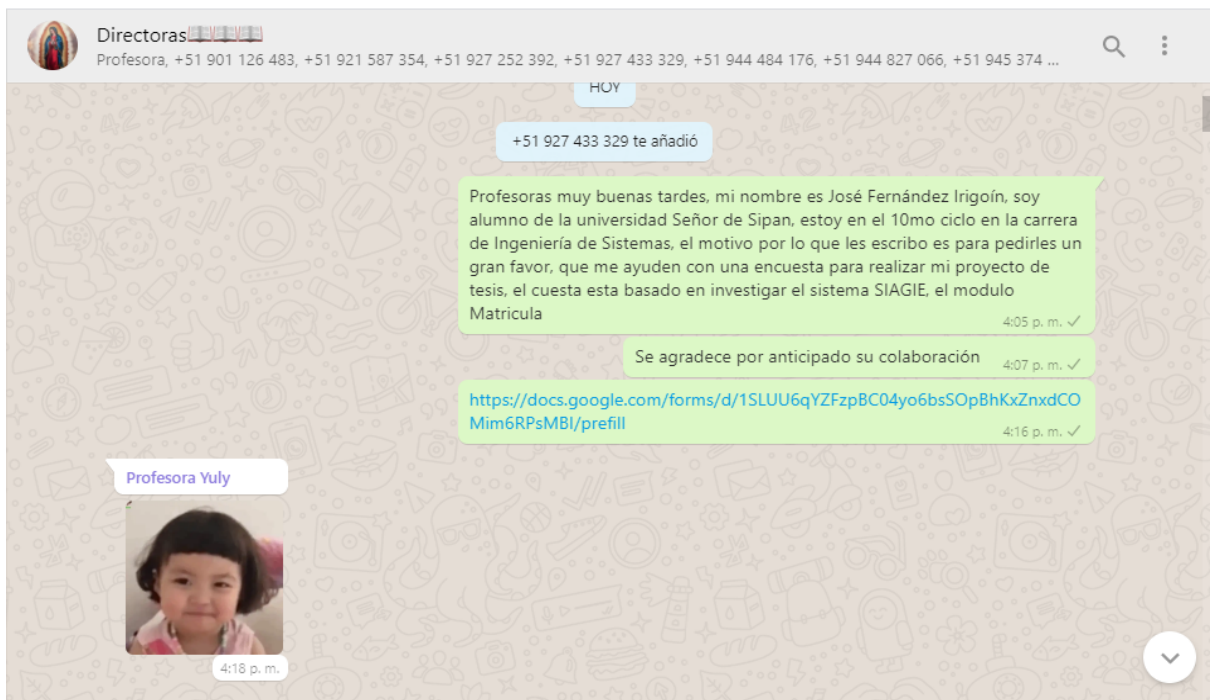 Directoras
Profesora, +51 901 126 483, +51 921 587 354, +51 927 252 392, +51 927 433 329, +51 944 484 176, +51 944 827 066, +51 945 374 ...
HOY
+51 927 433 329 te añadió
Profesoras muy buenas tardes, mi nombre es José Fernández Irigoín, soy
alumno de la universidad Señor de Sipan, estoy en el 10mo ciclo en la carrera
de Ingeniería de Sistemas, el motivo por lo que les escribo es para pedirles un
gran favor, que me ayuden con una encuesta para realizar mi proyecto de
tesis, el cuesta esta basado en investigar el sistema SIAGIE, el modulo
Matricula
4:05 p. m.
Se agradece por anticipado su colaboración
4:07 p. m.
https://docs.google.com/forms/d/1SLUU6qYZFzpBC04yo6bsSOpBhKxZnxdCO
Mim6RPsMBI/prefill
4:16 p. m.
Profesora Yuly
4:18 p. m.